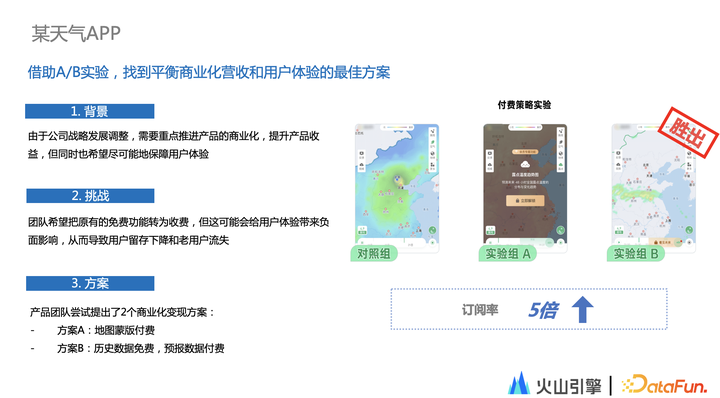 某天气APP
借助A/B实验，找到平衡商业化营收和用户体验的最佳方案
1. 背景
由于公司战略发展调整，需要重点推进产品的商业化，提升产品收
益，但同时也希望尽可能地保障用户体验
2. 挑战
团队希望把原有的免费功能转为收费，但这可能会给用户体验带来负
面影响，从而导致用户留存下降和老用户流失
3. 方案
产品团队尝试提出了2个商业化变现方案：
- 方案A：地图蒙版付费
- 方案B：历史数据免费，预报数据付费
付费策略实验
胜出
对照组
实验组 A
实验组 B
订阅率 5倍
火山引擎 | DataFun.